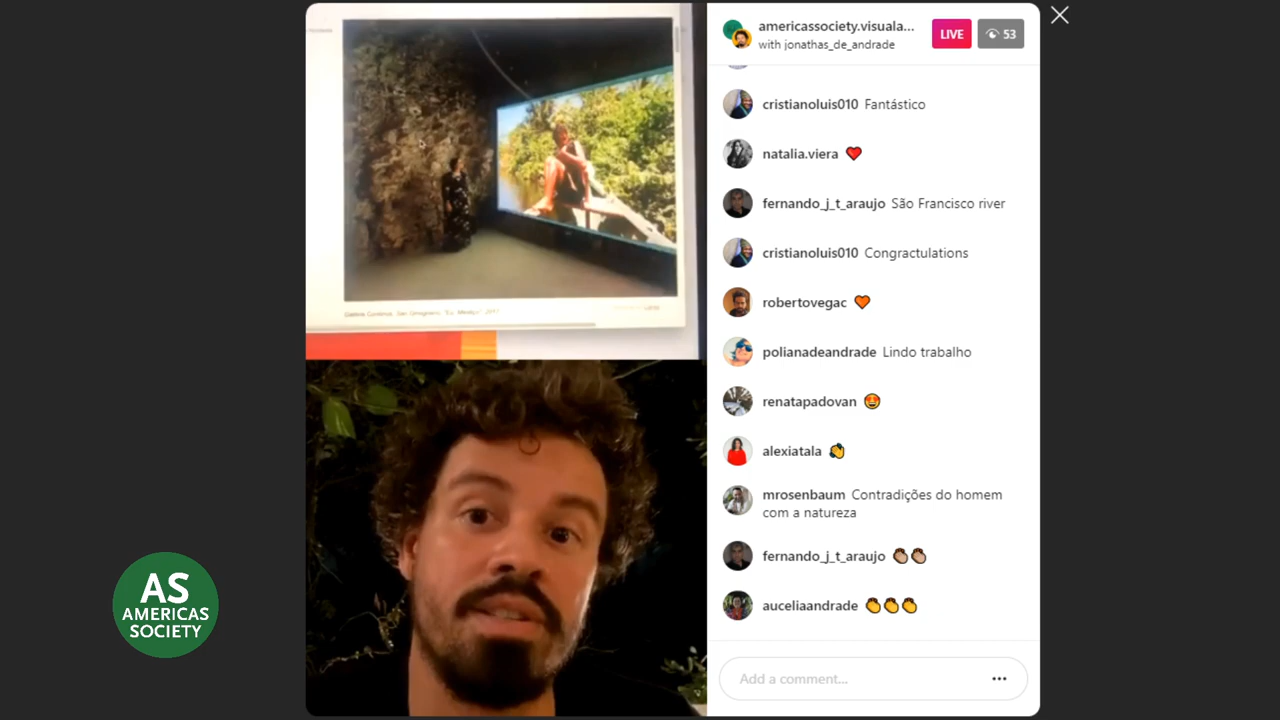 americassociety.visuala...
with jonathas_de_andrade
LIVE
53
cristianoluis010 Fantástico
natalia.viera
fernando_j_t_araujo São Francisco river
cristianoluis010 Congractulations
robertovegac
polianadeandrade Lindo trabalho
renatapadovan
alexiatala
mrosenbaum Contradições do homem
com a natureza
fernando_j_t_araujo
auceliaandrade
Add a comment...
AS
AMERICAS
SOCIETY